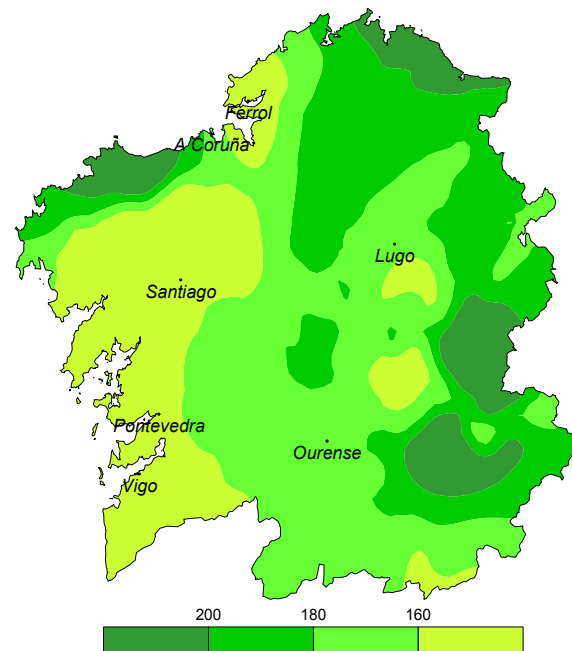 Ferrol
A Coruña
Lugo
Santiago
Pontevedra
Ourense
Vigo
200 180 160